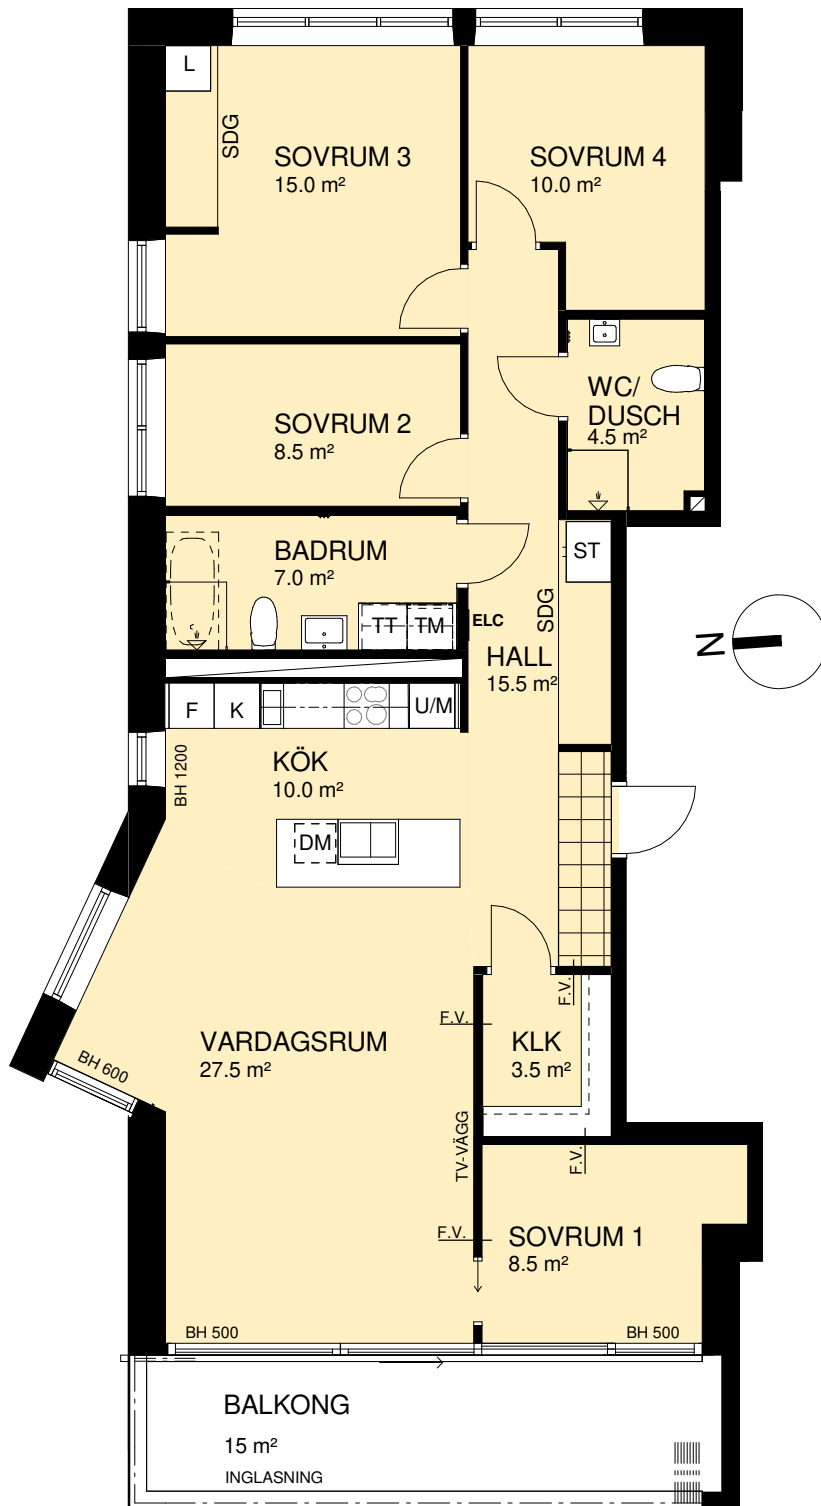 L
SDG
SOVRUM 3
15.0 m²
SOVRUM 4
10.0 m²
SOVRUM 2
8.5 m²
WC/
DUSCH
4.5 m²
BADRUM
7.0 m²
TT
TM
ELC
SDG
ST
HALL
15.5 m²
N
F
K
U/M
BH 1200
KÖK
10.0 m²
DM
F.V.
F.V.
VARDAGSRUM
27.5 m²
KLK
3.5 m²
BH 600
TV-VÄGG
F.V.
F.V.
SOVRUM 1
8.5 m²
BH 500
BH 500
BALKONG
15 m²
INGLASNING